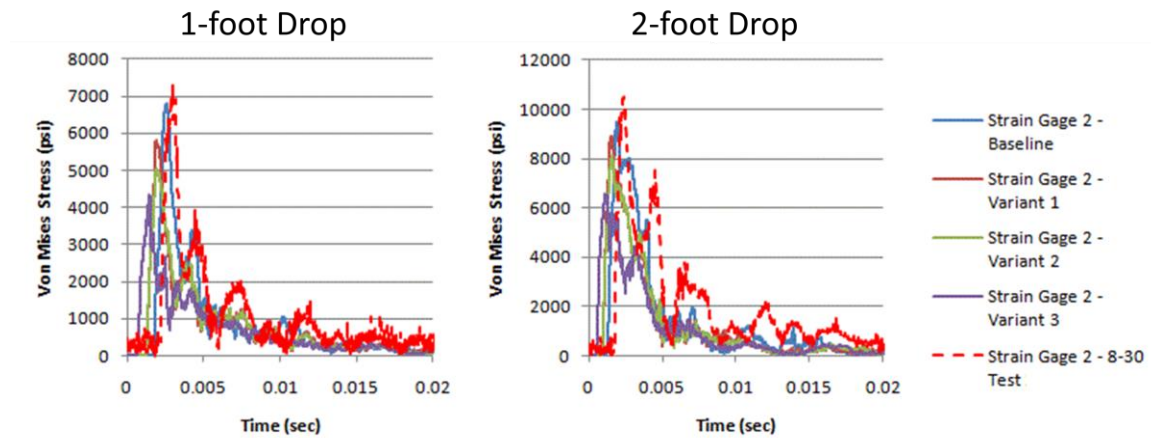 1-foot Drop
2-foot Drop
Von Mises Stress (psi)
8000
7000
6000
5000
4000
3000
2000
1000
0
0
0.005
0.01
0.015
0.02
Time (sec)
Von Mises Stress (psi)
12000
10000
8000
6000
4000
2000
0
0
0.005
0.01
0.015
0.02
Time (sec)
Strain Gage 2 -
Baseline
Strain Gage 2 -
Variant 1
Strain Gage 2 -
Variant 2
Strain Gage 2 -
Variant 3
Strain Gage 2 - 8-30
Test